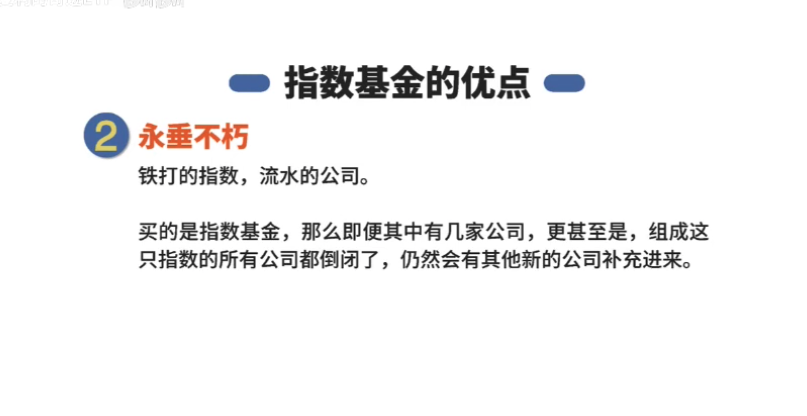 指数基金的优点
2
永垂不朽
铁打的指数，流水的公司。
买的是指数基金，那么即便其中有几家公司，更甚至是，组成这
只指数的所有公司都倒闭了，仍然会有其他新的公司补充进来。